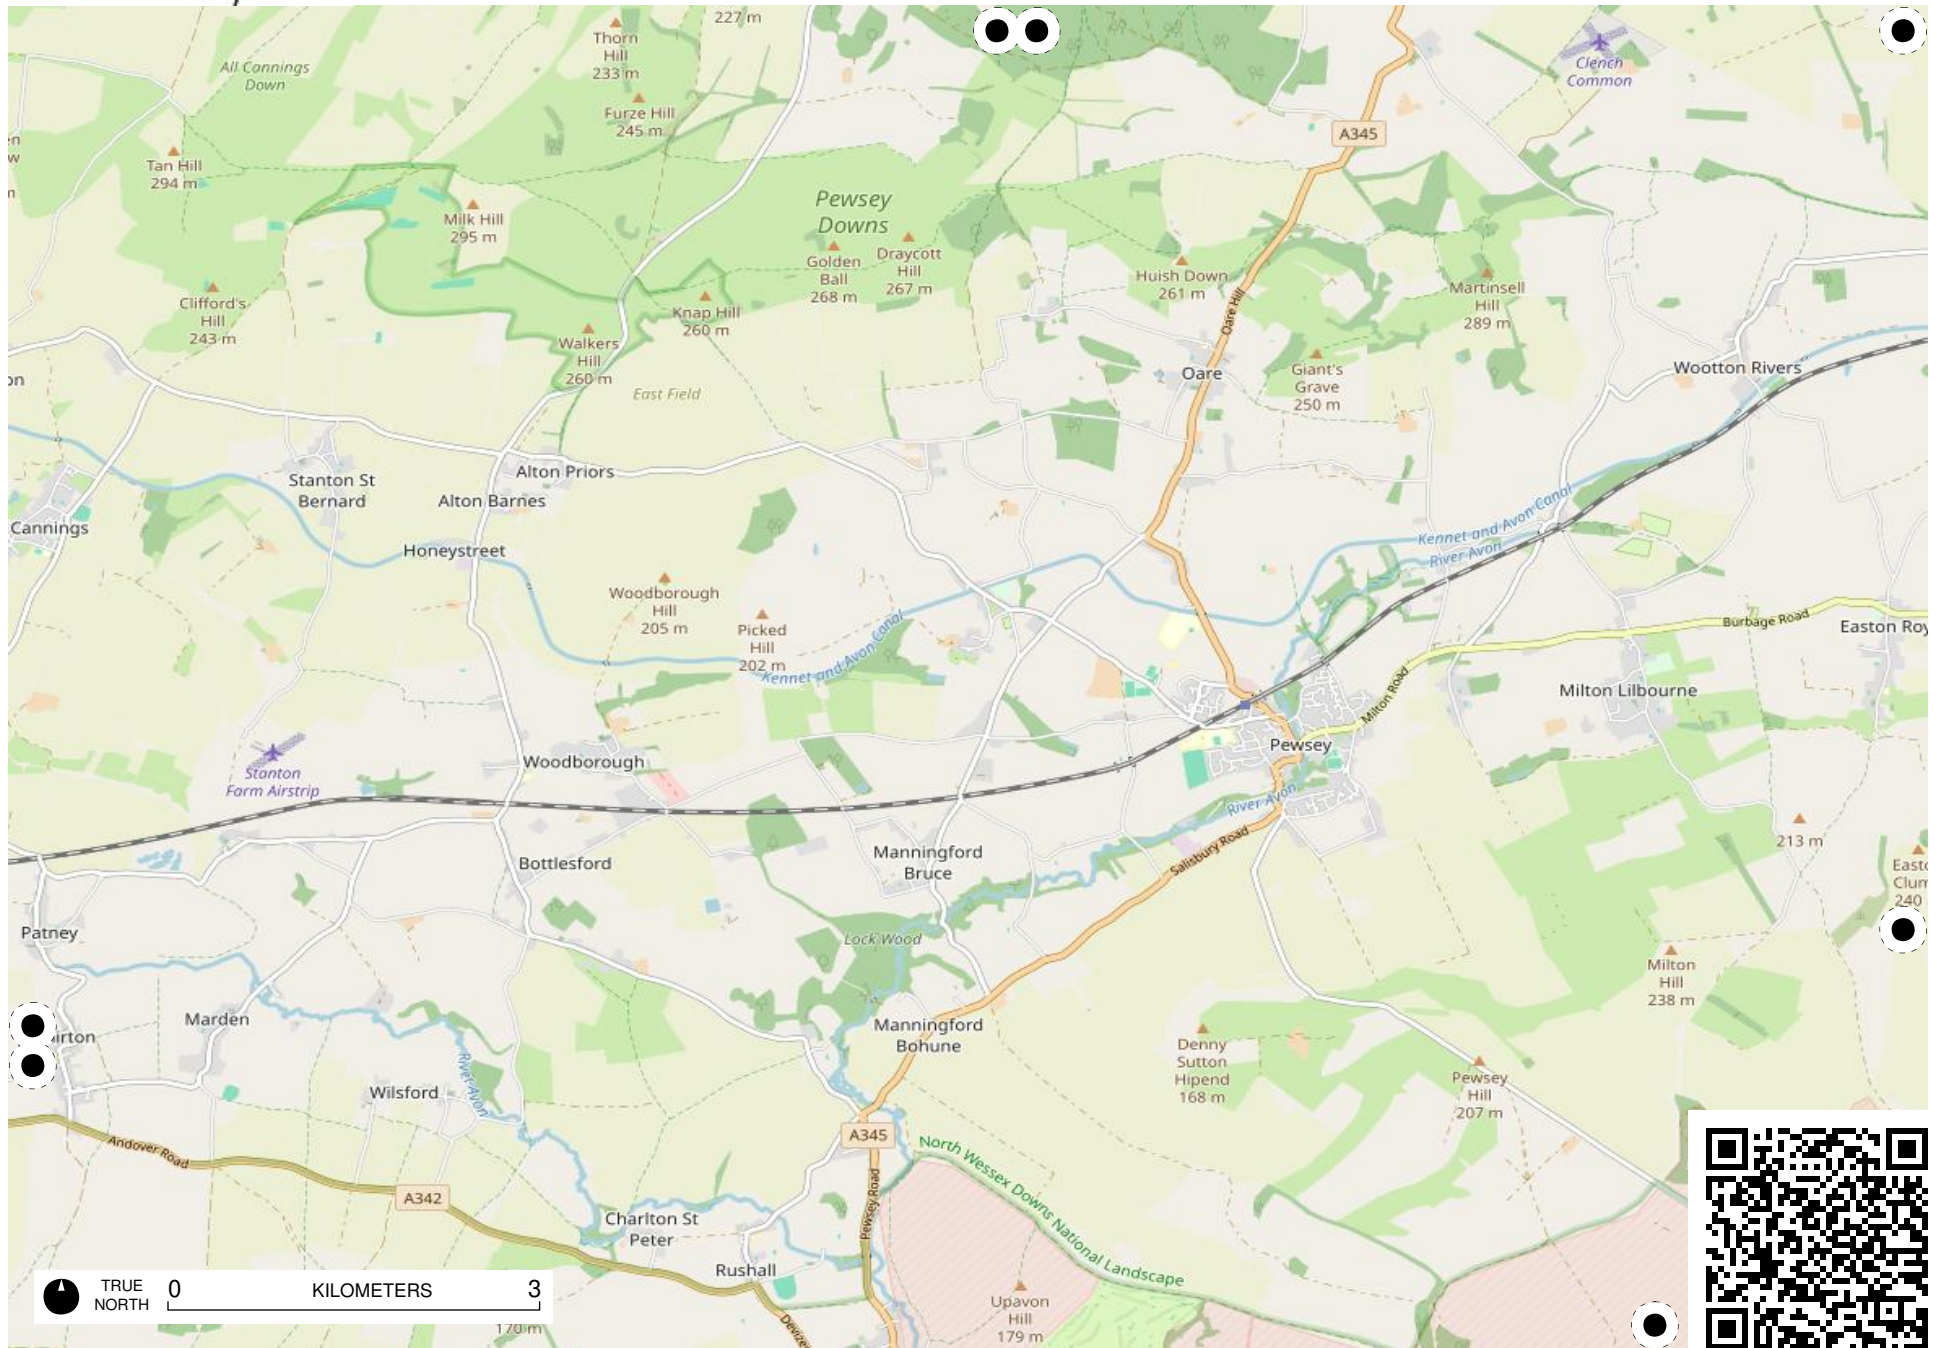 227 m
Thorn
Hill
233 m
All Cannings
Down
Clench
Common
Furze Hill
245 m
A345
Tan Hill
294 m
Pewsey
Downs
Milk Hill
295 m
Golden
Ball
268 m
Draycott
Hill
267 m
Huish Down
261 m
Martinsell
Hill
289 m
Clifford's
Hill
243 m
Knap Hill
260 m
Oare Hill
Walkers
Hill
260 m
East Field
Oare
Giant's
Grave
250 m
Wootton Rivers
Stanton St
Bernard
Alton Priors
Alton Barnes
Cannings
Honeystreet
Kennet and Avon Canal
River Avon
Woodborough
Hill
205 m
Picked
Hill
202 m
Kennet and Avon Canal
Burbage Road
Easton Roy
Milton Lilbourne
Milton Road
Pewsey
Woodborough
Stanton
Farm Airstrip
River Avon
Salisbury Road
213 m
Bottlesford
Manningford
Bruce
Easto
Clum
240
Patney
Lock Wood
Milton
Hill
238 m
Marden
irton
Manningford
Bohune
Denny
Sutton
Hipend
168 m
Pewsey
Hill
207 m
River Avon
Wilsford
Andover Road
A345
North Wessex Downs National Landscape
A342
Pewsey Road
Charlton St
Peter
Rushall
Upavon
Hill
179 m
Devize
170 m
TRUE
NORTH
0 KILOMETERS 3